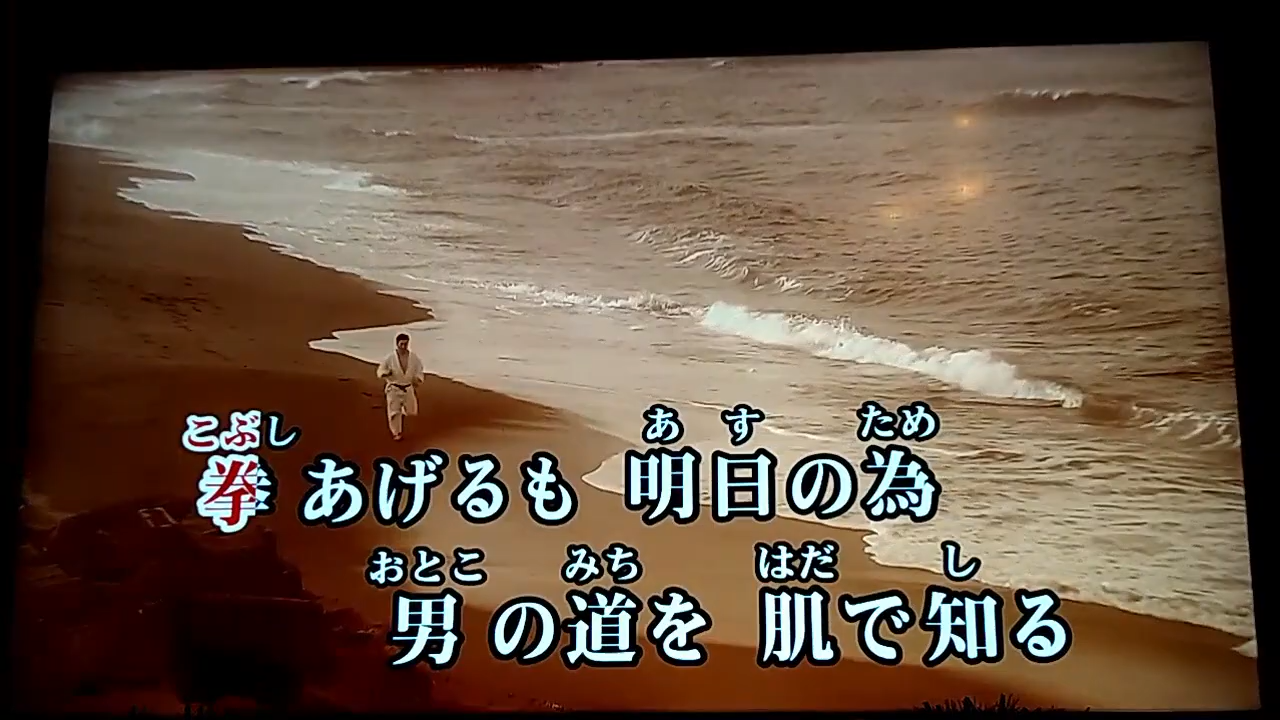 こぶし あす ため
拳あげるも 明日の為
おとこ みち はだ し
男の道を 肌で知る